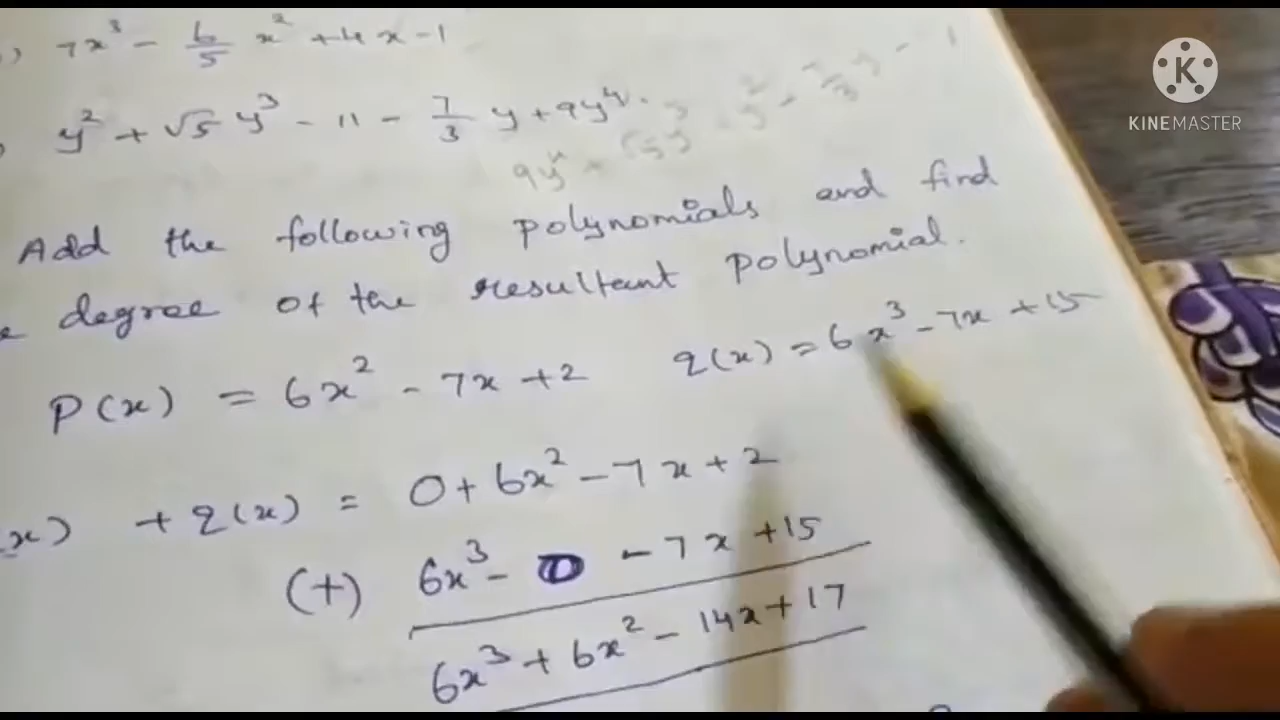 7x³ - 6/5 x² + 4x - 1
y² + √5 y³ - 11 - 7/3 y + 9y⁴.
Add the following polynomials and find
degree of the resultant polynomial.
P(x) = 6x² - 7x + 2 q(x) = 6x³ - 7x + 15
x) + q(x) = 0 + 6x² - 7x + 2
(+) 6x³ - 0 - 7x + 15
6x³ + 6x² - 14x + 17
K
KINEMASTER